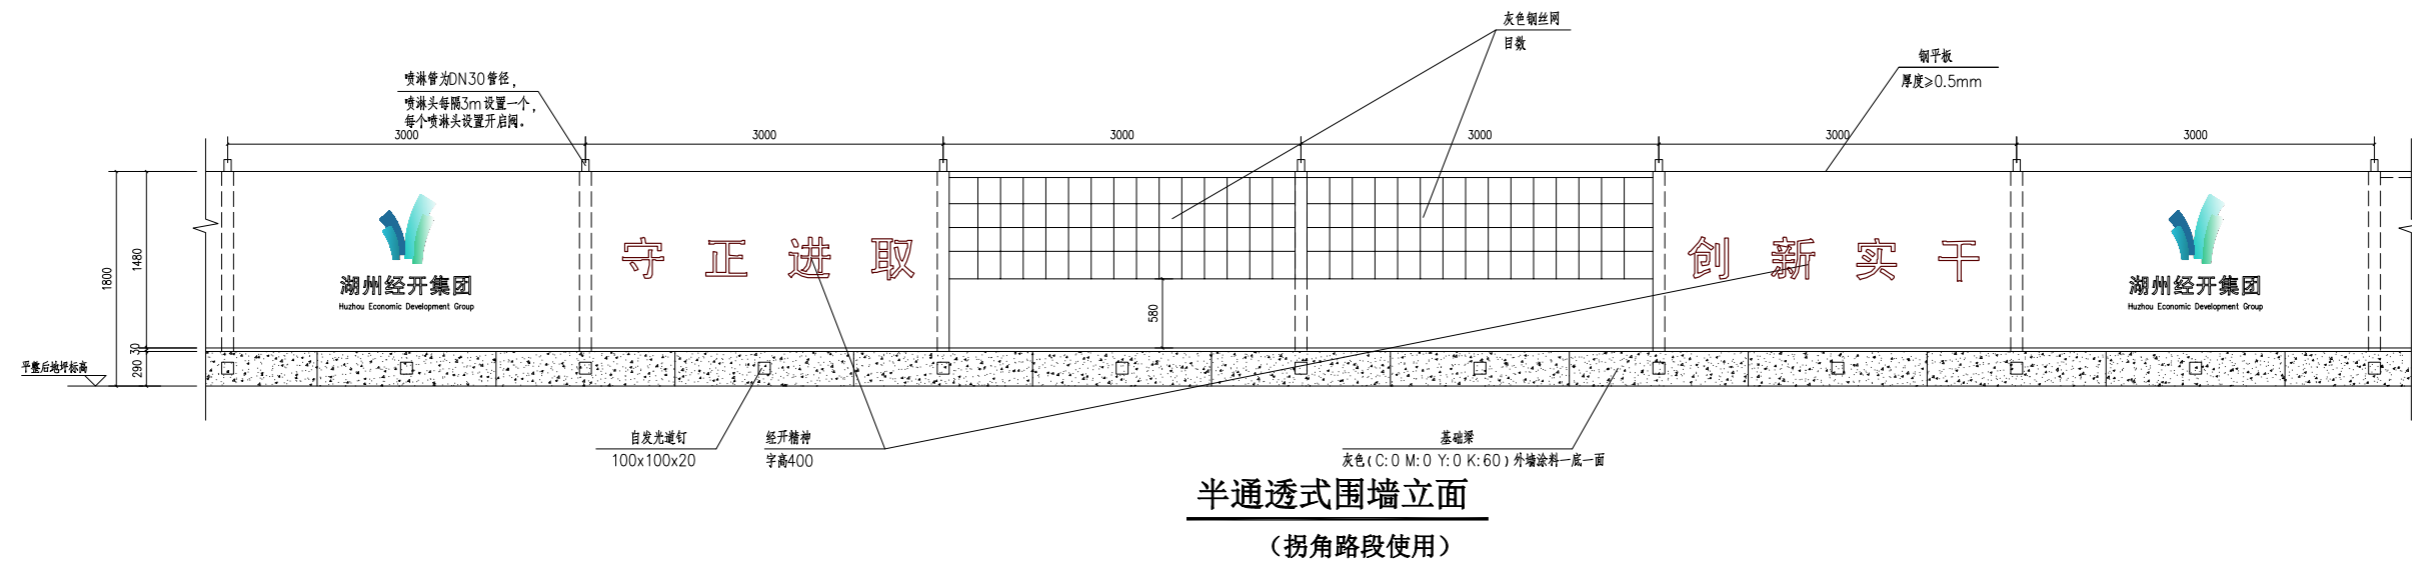 灰色钢丝网
目数
钢平板
厚度≥0.5mm
喷淋管为DN30管径，
喷淋头每隔3m设置一个，
每个喷淋头设置开启阀。
3000 3000 3000 3000 3000 3000
1800
1480
30
290
580
湖州经开集团
Huzhou Economic Development Group
守正进取
创新实干
湖州经开集团
Huzhou Economic Development Group
平整后地坪标高
自发光道钉
100x100x20
经开精神
字高400
基础梁
灰色(C:0 M:0 Y:0 K:60)外墙涂料一底一面
半通透式围墙立面
（拐角路段使用）